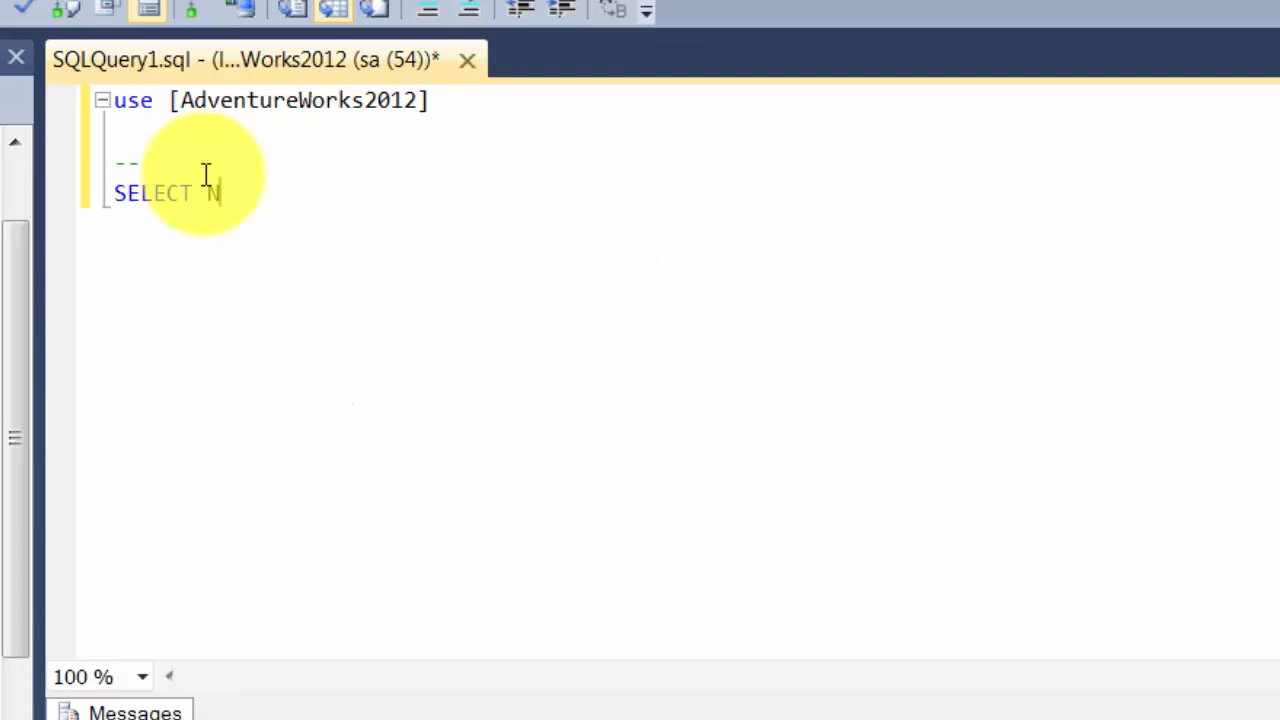 SQLQuery1.sql - (l...Works2012 (sa (54))*
use [AdventureWorks2012]
--
SELECT N
100 %
Messages